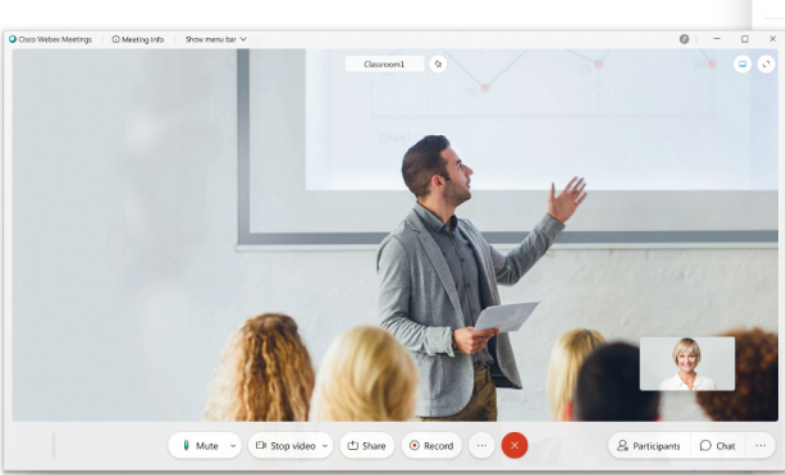 Cisco Webex Meetings Meeting Info Show menu bar
Classroom1
Mute Stop video Share Record Participants Chat